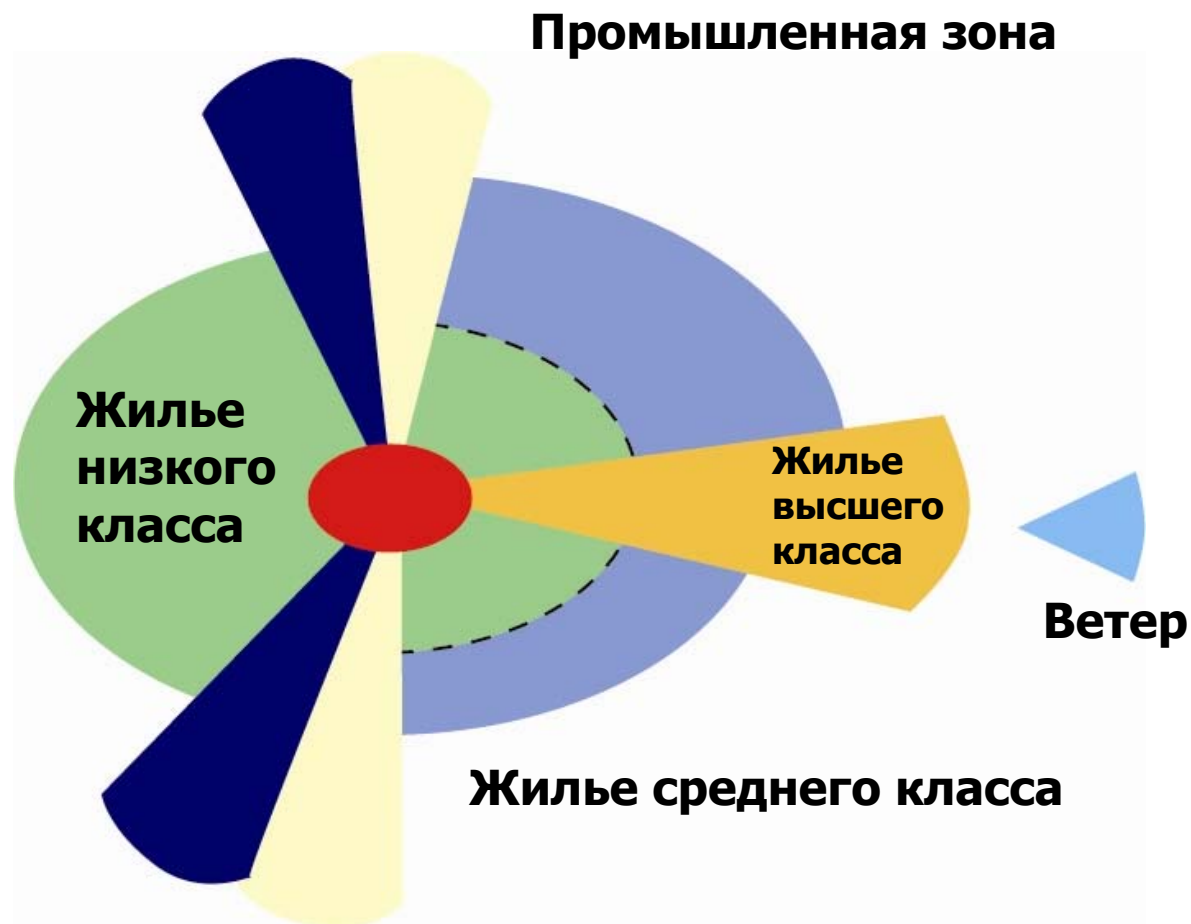 Промышленная зона
Жилье
низкого
класса
Жилье
высшего
класса
Ветер
Жилье среднего класса